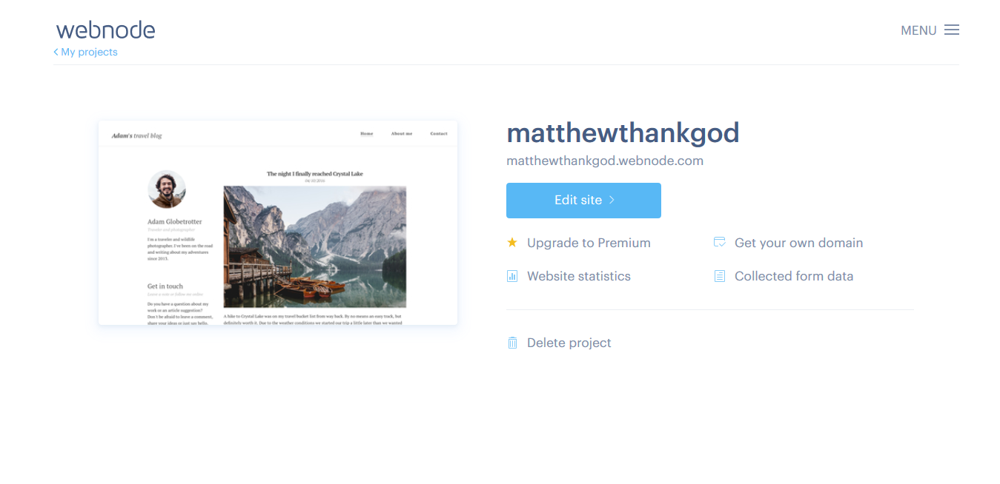 webnode
MENU
My projects
Adam's travel blog
Home
About me
Contact
The night I finally reached Crystal Lake
04/10/2016
Adam Globetrotter
Traveler and photographer
I'm a traveler and wildlife
photographer. I've been on the road
and writing about my adventures
since 2013.
Get in touch
Leave a note or follow me online
Do you have a question about my
work or an article suggestion?
Don't be afraid to leave a comment,
share your ideas or just say hello.
A hike to Crystal Lake was on my travel bucket list from way back. By no means an easy track, but
definitely worth it. Due to the weather conditions we started our trip a little later than we wanted
matthewthankgod
matthewthankgod.webnode.com
Edit site
Upgrade to Premium
Get your own domain
Website statistics
Collected form data
Delete project